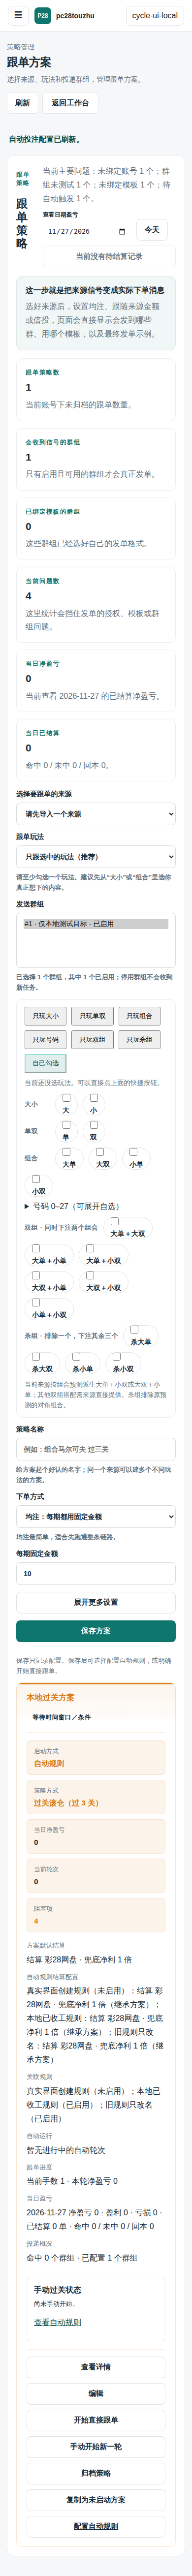 ☰ P28 pc28touzhu cycle-ui-local
策略管理
跟单方案
选择来源、玩法和投递群组，管理跟单方案。
刷新 返回工作台
自动投注配置已刷新。
跟单策略
跟单策略
当前主要问题：未绑定账号 1 个；群组未测试 1 个；未绑定模板 1 个；待自动触发 1 个。
查看日期盈亏
11/27/2026 今天
当前没有待结算记录
这一步就是把来源信号变成实际下单消息
选好来源后，设置均注、跟随来源金额或倍投，页面会直接显示会发到哪些群、用哪个模板，以及最终发单示例。
跟单策略数
1
当前账号下未归档的跟单数量。
会收到信号的群组
1
只有启用且可用的群组才会真正发单。
已绑定模板的群组
0
这些群组已经选好自己的发单格式。
当前问题数
4
这里统计会挡住发单的授权、模板或群组问题。
当日净盈亏
0
当前查看 2026-11-27 的已结算净盈亏。
当日已结算
0
命中 0 / 未中 0 / 回本 0。
选择要跟单的来源
请先导入一个来源
跟单玩法
只跟选中的玩法（推荐）
请至少勾选一个玩法。建议先从“大小”或“组合”里选你真正想下的内容。
发送群组
#1 · 仅本地测试目标 · 已启用
已选择 1 个群组，其中 1 个已启用；停用群组不会收到新任务。
只玩大小 只玩单双 只玩组合
只玩号码 只玩双组 只玩杀组
自己勾选
当前还没选玩法。可以直接点上面的快捷按钮。
大小 大 小
单双 单 双
组合 大单 大双 小单
小双
▶ 号码 0–27（可展开自选）
双组 · 同时下注两个组合 大单＋大双
大单＋小单 大单＋小双
大双＋小单 大双＋小双
小单＋小双
杀组 · 排除一个，下注其余三个 杀大单
杀大双 杀小单 杀小双
当前来源按组合预测派生大单＋小双或大双＋小单；其他双组搭配需来源直接提供。杀组排除原预测的对角组合。
策略名称
例如：组合马尔可夫 过三关
给方案起个好认的名字；同一个来源可以建多个不同玩法的方案。
下单方式
均注：每期都用固定金额
均注最简单，适合先跑通整条链路。
每期固定金额
10
展开更多设置
保存方案
保存只记录配置。保存后可选择配置自动规则，或明确开始直接跟单。
本地过关方案
等待时间窗口／条件
启动方式
自动规则
策略方式
过关滚仓（过 3 关）
当日净盈亏
0
当前轮次
0
阻塞项
4
方案默认结算
结算 彩28网盘 · 兜底净利 1 倍
自动规则结算配置
真实界面创建规则（未启用）：结算 彩28网盘 · 兜底净利 1 倍（继承方案）；本地已收工规则：结算 彩28网盘 · 兜底净利 1 倍（继承方案）；旧规则只改名：结算 彩28网盘 · 兜底净利 1 倍（继承方案）
关联规则
真实界面创建规则（未启用）；本地已收工规则（已启用）；旧规则只改名（已启用）
自动运行
暂无进行中的自动轮次
跟单进度
当前手数 1 · 本轮净盈亏 0
当日盈亏
2026-11-27 净盈亏 0 · 盈利 0 · 亏损 0 · 已结算 0 单 · 命中 0 / 未中 0 / 回本 0
投递概况
命中 0 个群组 · 已配置 1 个群组
手动过关状态
尚未手动开始。
查看自动规则
查看详情
编辑
开始直接跟单
手动开始新一轮
归档策略
复制为未启动方案
配置自动规则